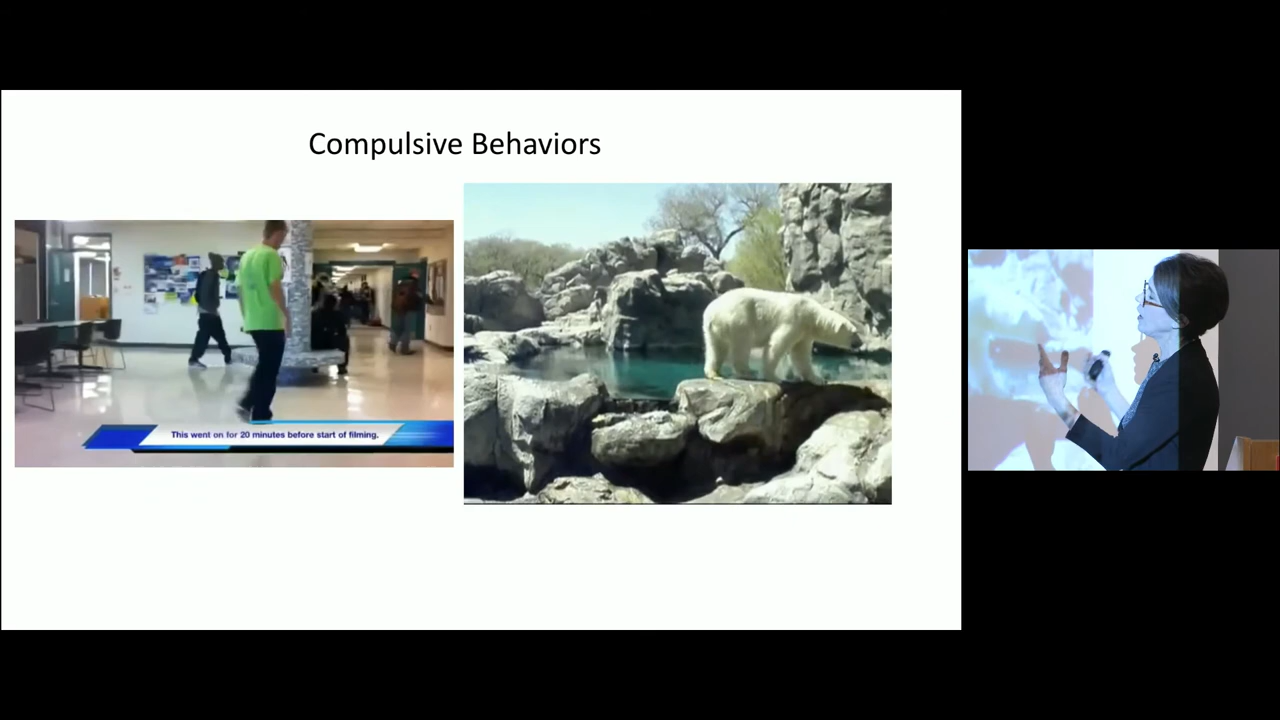 Compulsive Behaviors
This went on for 20 minutes before start of filming.